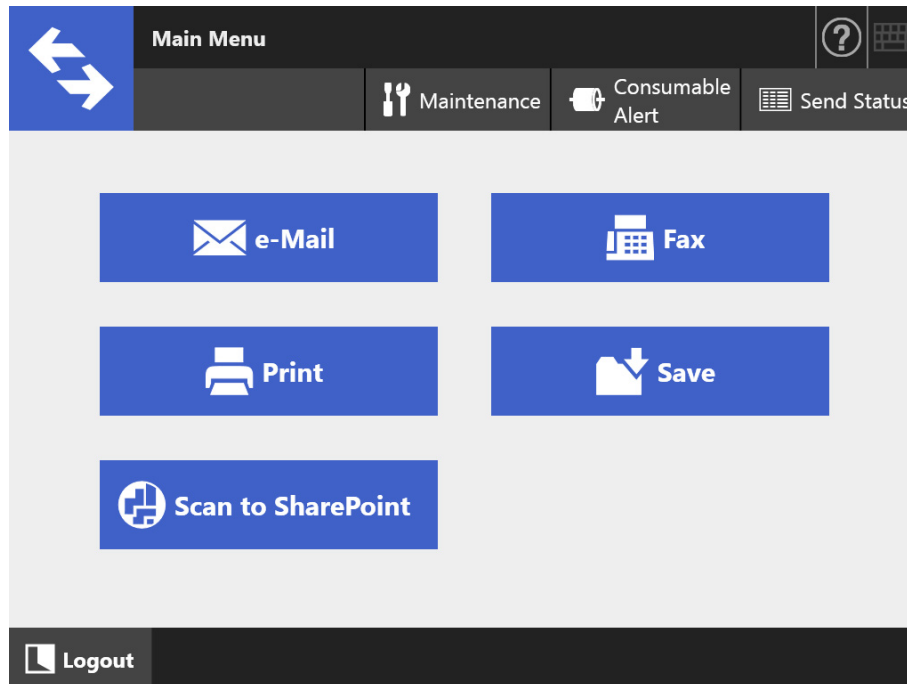 Main Menu
?
Maintenance
Consumable
Alert
Send Status
e-Mail
Fax
Print
Save
Scan to SharePoint
Logout